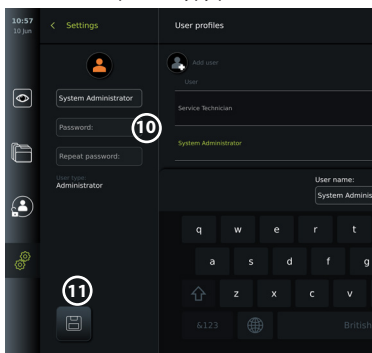 10:57
10 Jun
Settings
User profiles
Add user
User
System Administrator
Service Technician
Password:
10
System Administrator
Repeat password:
User type:
Administrator
User name:
System Adminis
q w e r t
a s d f g
11
z x c v
&123
British